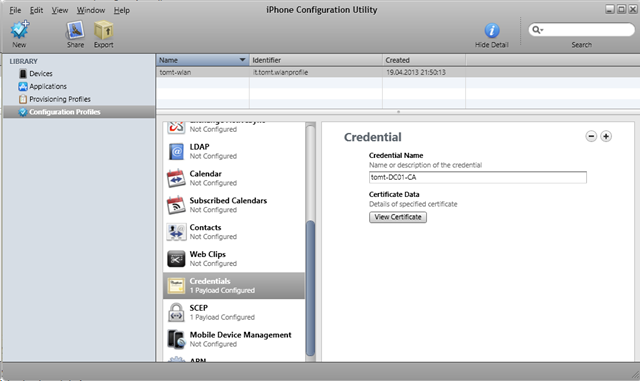 iPhone Configuration Utility
File Edit View Window Help
New
Share
Export
Hide Detail
Search
LIBRARY
Devices
Applications
Provisioning Profiles
Configuration Profiles
Name Identifier Created
tomt-wlan it.tomt.wlanprofile 19.04.2013 21:50:13
Exchange ActiveSync
Not Configured
LDAP
Not Configured
Calendar
Not Configured
Subscribed Calendars
Not Configured
Contacts
Not Configured
Web Clips
Not Configured
Credentials
1 Payload Configured
SCEP
1 Payload Configured
Mobile Device Management
Not Configured
APN
Credential
Credential Name
Name or description of the credential
tomt-DC01-CA
Certificate Data
Details of specified certificate
View Certificate